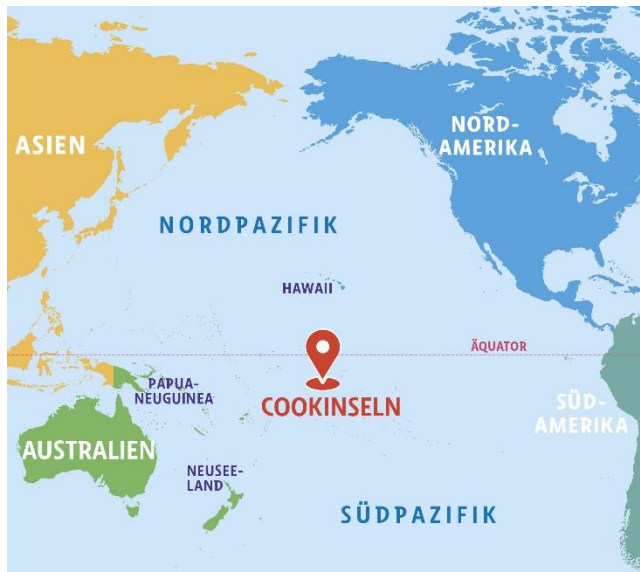 ASIEN
NORD-
AMERIKA
NORDPAZIFIK
HAWAII
ÄQUATOR
PAPUA-
NEUGUINEA
COOKINSELN
SÜD-
AMERIKA
AUSTRALIEN
NEUSEE-
LAND
SÜDPAZIFIK